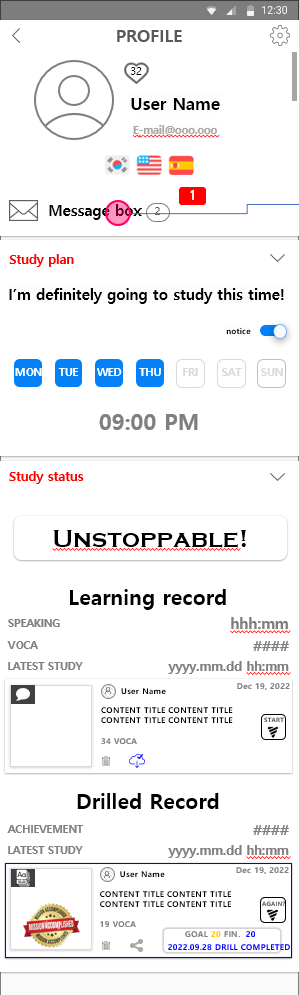 12:30
PROFILE
32
User Name
E-mail@ooo.ooo
1
Message box 2
Study plan
I'm definitely going to study this time!
notice
MON TUE WED THU FRI SAT SUN
09:00 PM
Study status
UNSTOPPABLE!
Learning record
SPEAKING hhh:mm
VOCA ####
LATEST STUDY yyyy.mm.dd hh:mm
User Name Dec 19, 2022
CONTENT TITLE CONTENT TITLE
CONTENT TITLE CONTENT TITLE
START
34 VOCA
Drilled Record
ACHIEVEMENT ####
LATEST STUDY yyyy.mm.dd hh:mm
User Name Dec 19, 2022
CONTENT TITLE CONTENT TITLE
CONTENT TITLE CONTENT TITLE
AGAIN?
MISSION ACCOMPLISHED
19 VOCA
GOAL 20 FIN. 20
2022.09.28 DRILL COMPLETED